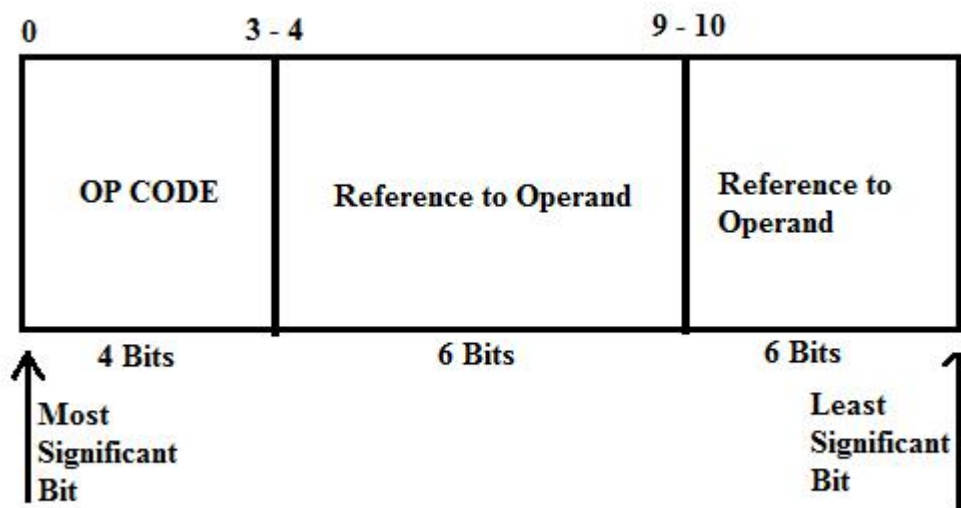 0
3 - 4
9 - 10
OP CODE
Reference to Operand
Reference to
Operand
4 Bits
6 Bits
6 Bits
Most
Significant
Bit
Least
Significant
Bit